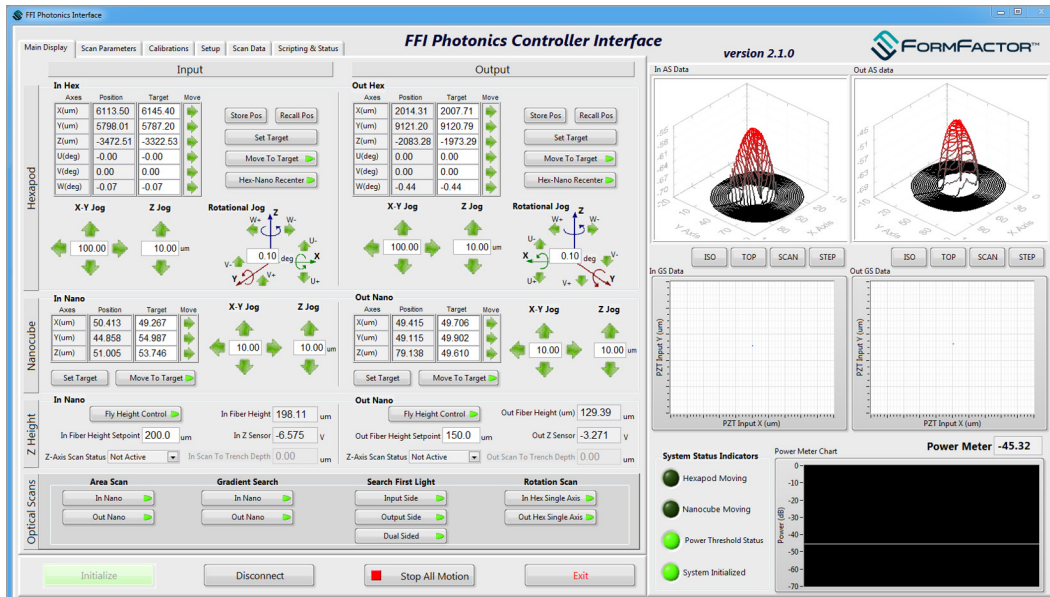 FFI Photonics Interface
FFI Photonics Controller Interface
version 2.1.0
FORMFACTOR™
Main Display Scan Parameters Calibrations Setup Scan Data Scripting & Status
Input Output
In Hex
Axes Position Target Move
X(um) 6113.50 6145.40
Y(um) 5798.01 5787.20
Z(um) -3472.51 -3322.53
U(deg) -0.00 -0.00
V(deg) 0.00 0.00
W(deg) -0.07 -0.07
Store Pos Recall Pos
Set Target
Move To Target
Hex-Nano Recenter
Out Hex
Axes Position Target Move
X(um) 2014.31 2007.71
Y(um) 9121.20 9120.79
Z(um) -2083.28 -1973.29
U(deg) 0.00 0.00
V(deg) 0.00 0.00
W(deg) -0.44 -0.44
Store Pos Recall Pos
Set Target
Move To Target
Hex-Nano Recenter
Hexapod
X-Y Jog Z Jog Rotational Jog
100.00 10.00 um 0.10 deg
W+ Z W- U- X V- Y V+ U+
X-Y Jog Z Jog Rotational Jog
100.00 10.00 um 0.10 deg
W+ Z W- U- X V- U+ V+ Y
Nanocube
In Nano
Axes Position Target Move
X(um) 50.413 49.267
Y(um) 44.858 54.987
Z(um) 51.005 53.746
Set Target Move To Target
X-Y Jog Z Jog
10.00 10.00 um
Out Nano
Axes Position Target Move
X(um) 49.415 49.706
Y(um) 49.115 49.902
Z(um) 79.138 49.610
Set Target Move To Target
X-Y Jog Z Jog
10.00 10.00 um
Z Height
In Nano
Fly Height Control In Fiber Height 198.11 um
In Fiber Height Setpoint 200.0 um In Z Sensor -6.575 V
Z-Axis Scan Status Not Active In Scan To Trench Depth 0.00 um
Out Nano
Fly Height Control Out Fiber Height (um) 129.39 um
Out Fiber Height Setpoint 150.0 um Out Z Sensor -3.271 V
Z-Axis Scan Status Not Active Out Scan To Trench Depth 0.00 um
Optical Scans
Area Scan Gradient Search Search First Light Rotation Scan
In Nano In Nano Input Side In Hex Single Axis
Out Nano Out Nano Output Side Out Hex Single Axis
Dual Sided
Initialize Disconnect Stop All Motion Exit
In AS Data
Y Axis X Axis
ISO TOP SCAN STEP
Out AS data
Y Axis X Axis
ISO TOP SCAN STEP
In GS Data
PZT Input Y (um)
PZT Input X (um)
Out GS Data
PZT Input Y (um)
PZT Input X (um)
System Status Indicators
Hexapod Moving
Nanocube Moving
Power Threshold Status
System Initialized
Power Meter Chart
Power Meter -45.32
Power (dB)
0
-10
-20
-30
-40
-50
-60
-70